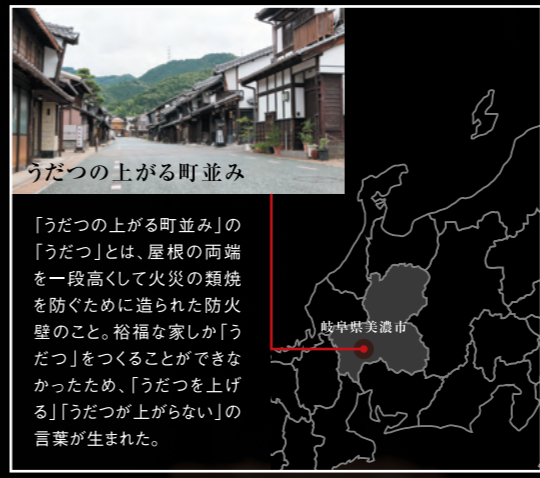 うだつの上がる町並み
「うだつの上がる町並み」の
「うだつ」とは、屋根の両端
を一段高くして火災の類焼
を防ぐために造られた防火
壁のこと。裕福な家しか「う
だつ」をつくることができな
かったため、「うだつを上げ
る」「うだつが上がらない」の
言葉が生まれた。
岐阜県美濃市